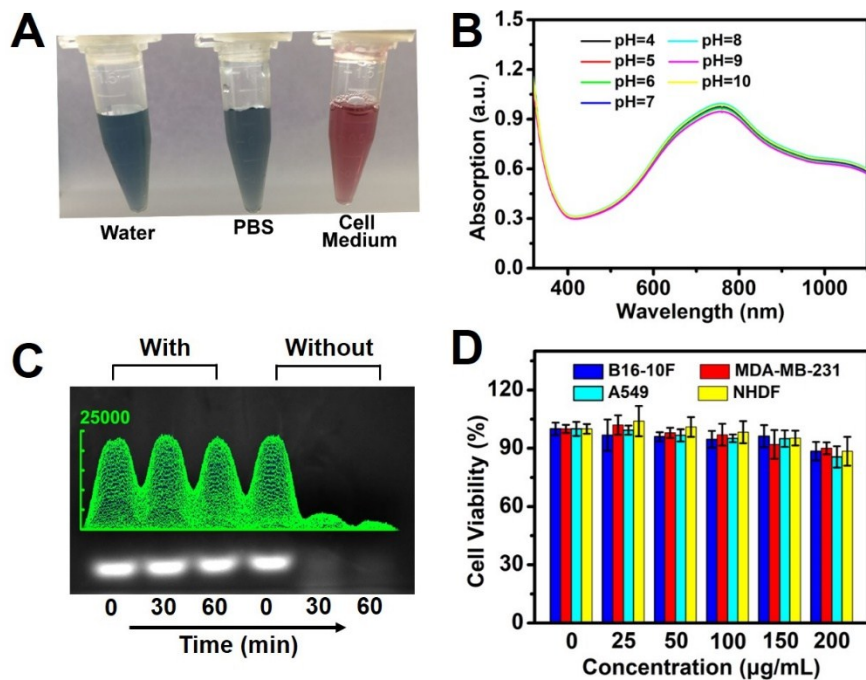 A
Water
PBS
Cell
Medium
B
Absorption (a.u.)
1.5
1.2
0.9
0.6
0.3
0.0
pH=4
pH=5
pH=6
pH=7
pH=8
pH=9
pH=10
400 600 800 1000
Wavelength (nm)
C
With Without
25000
0 30 60 0 30 60
Time (min)
D
Cell Viability (%)
120
90
60
30
0
B16-10F MDA-MB-231
A549 NHDF
0 25 50 100 150 200
Concentration (µg/mL)